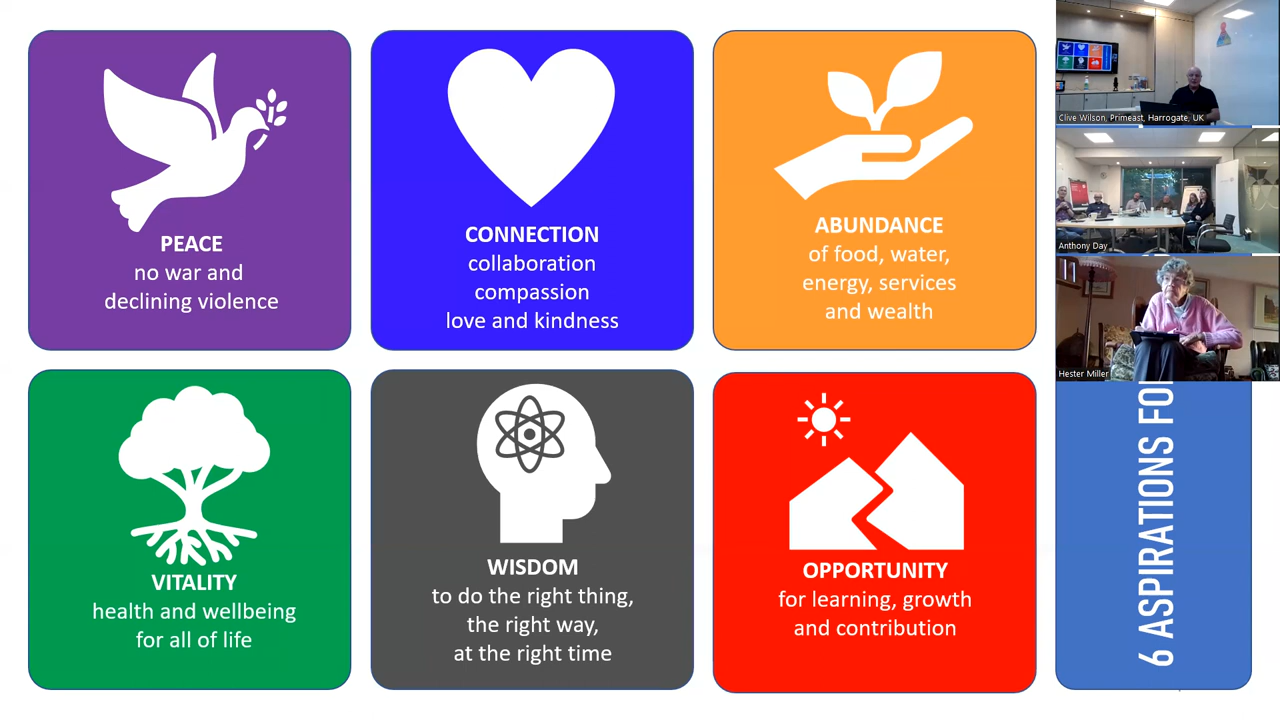 PEACE
no war and
declining violence
CONNECTION
collaboration
compassion
love and kindness
ABUNDANCE
of food, water,
energy, services
and wealth
VITALITY
health and wellbeing
for all of life
WISDOM
to do the right thing,
the right way,
at the right time
OPPORTUNITY
for learning, growth
and contribution
6 ASPIRATIONS FO
Clive Wilson, Primeast, Harrogate, UK
Anthony Day
Hester Miller